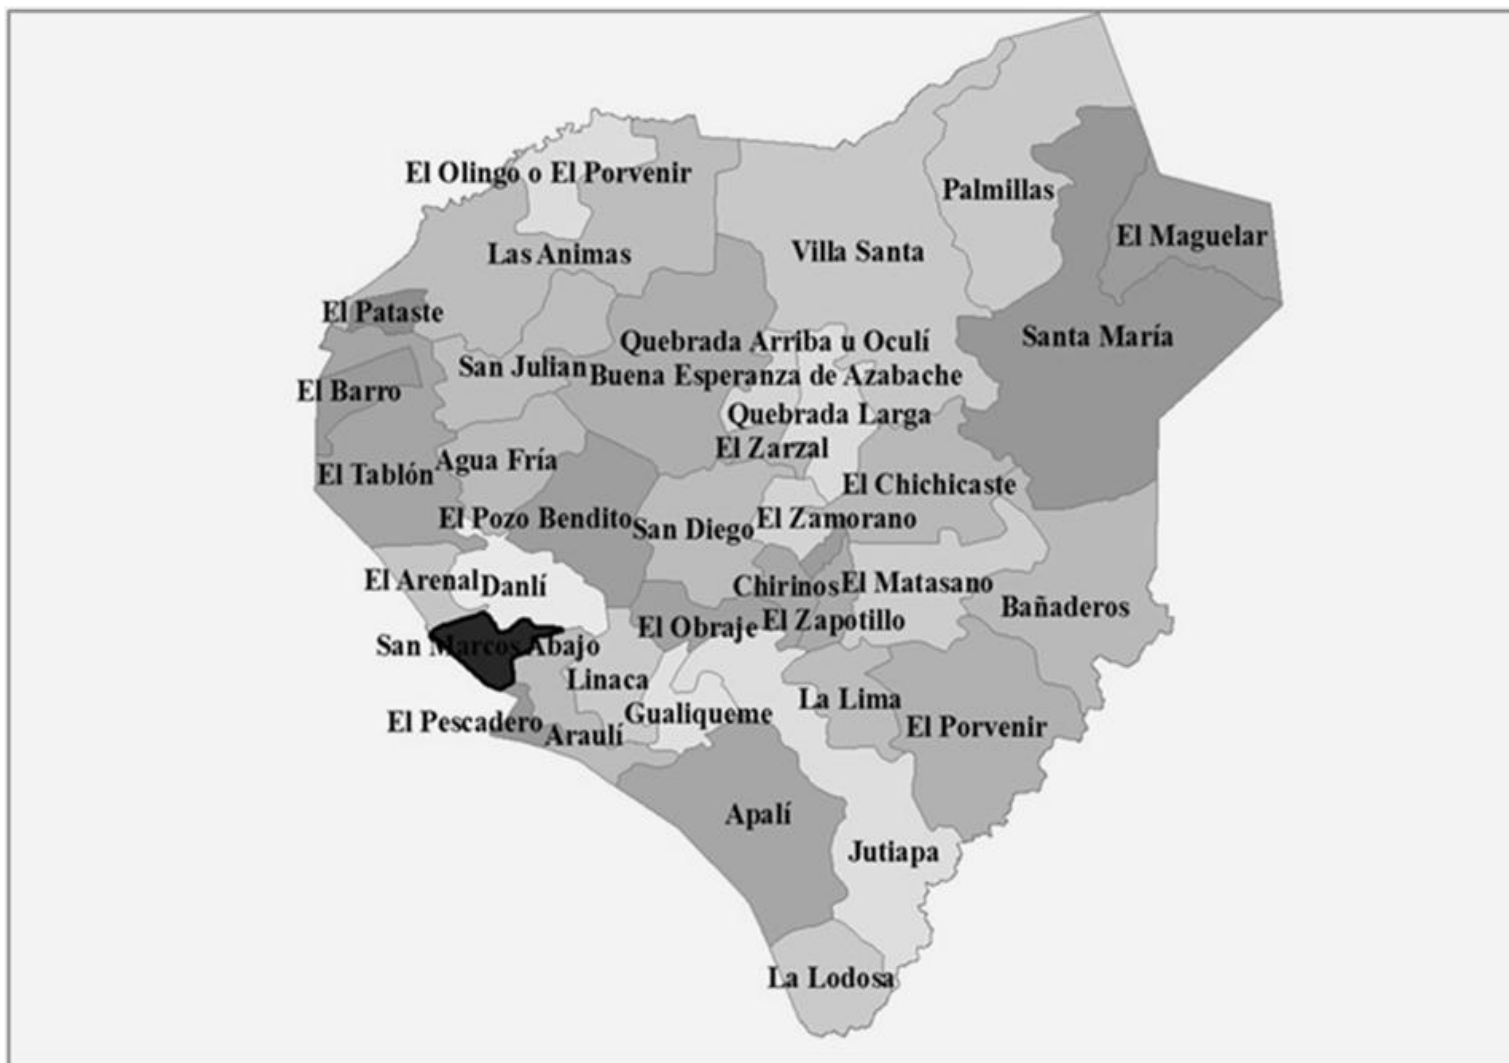 El Olingo o El Porvenir
Palmillas
El Maguelar
Las Animas
Villa Santa
El Pataste
Quebrada Arriba u Oculí
Santa María
San Julian
Buena Esperanza de Azabache
El Barro
Quebrada Larga
El Zarzal
Agua Fría
El Tablón
El Chichicaste
El Pozo Bendito
San Diego
El Zamorano
El Arenal
Danlí
Chirinos
El Matasano
Bañaderos
El Obraje
El Zapotillo
San Marcos Abajo
Linaca
La Lima
Gualiqueme
El Pescadero
Araulí
El Porvenir
Apalí
Jutiapa
La Lodosa